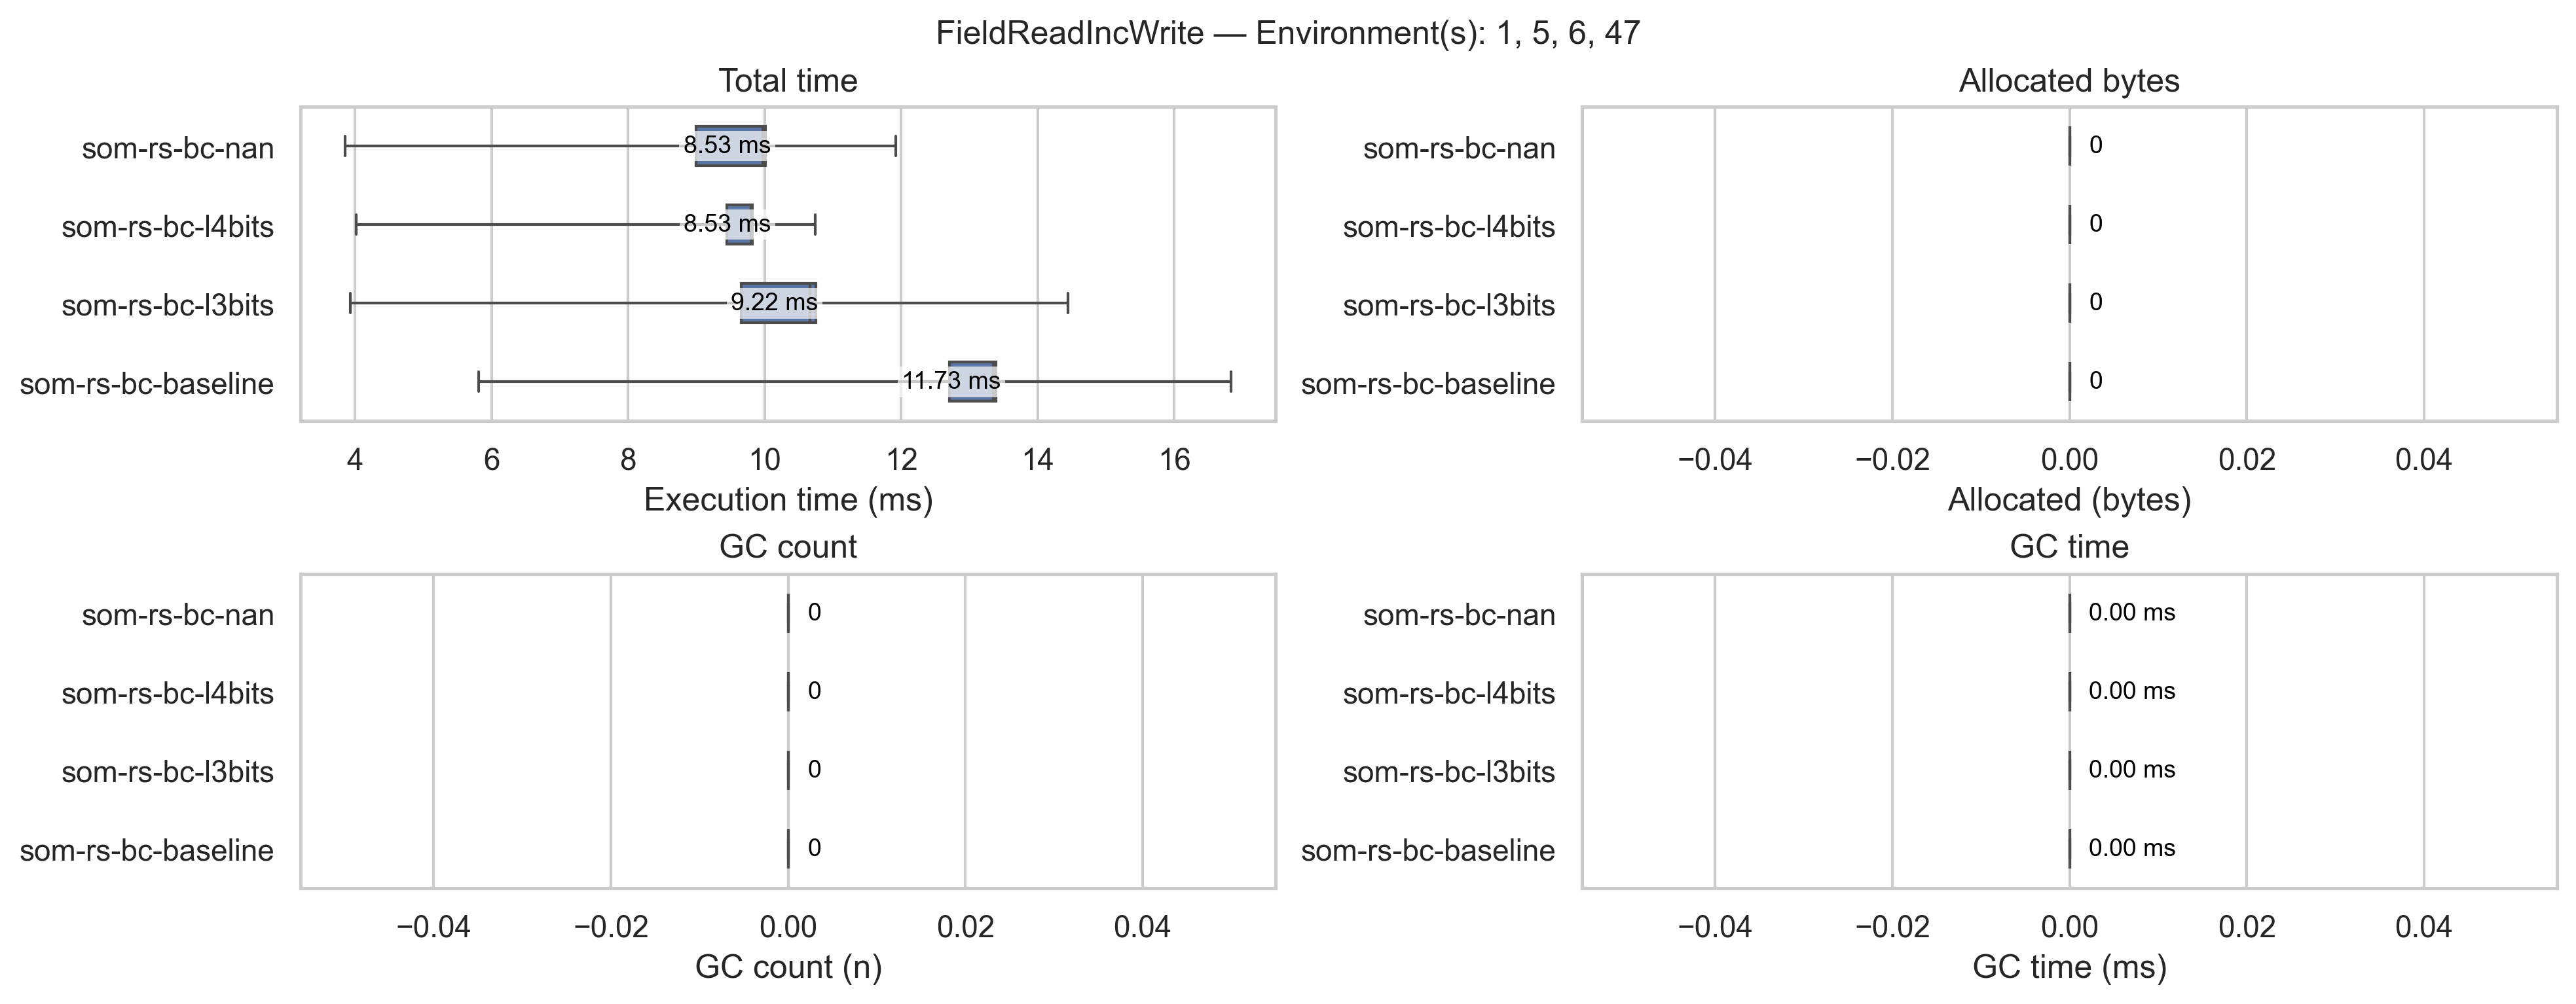 FieldReadIncWrite — Environment(s): 1, 5, 6, 47
Total time
som-rs-bc-nan
8.53 ms
som-rs-bc-l4bits
8.53 ms
som-rs-bc-l3bits
9.22 ms
som-rs-bc-baseline
11.73 ms
4 6 8 10 12 14 16
Execution time (ms)
Allocated bytes
som-rs-bc-nan
0
som-rs-bc-l4bits
0
som-rs-bc-l3bits
0
som-rs-bc-baseline
0
−0.04 −0.02 0.00 0.02 0.04
Allocated (bytes)
GC count
som-rs-bc-nan
0
som-rs-bc-l4bits
0
som-rs-bc-l3bits
0
som-rs-bc-baseline
0
−0.04 −0.02 0.00 0.02 0.04
GC count (n)
GC time
som-rs-bc-nan
0.00 ms
som-rs-bc-l4bits
0.00 ms
som-rs-bc-l3bits
0.00 ms
som-rs-bc-baseline
0.00 ms
−0.04 −0.02 0.00 0.02 0.04
GC time (ms)